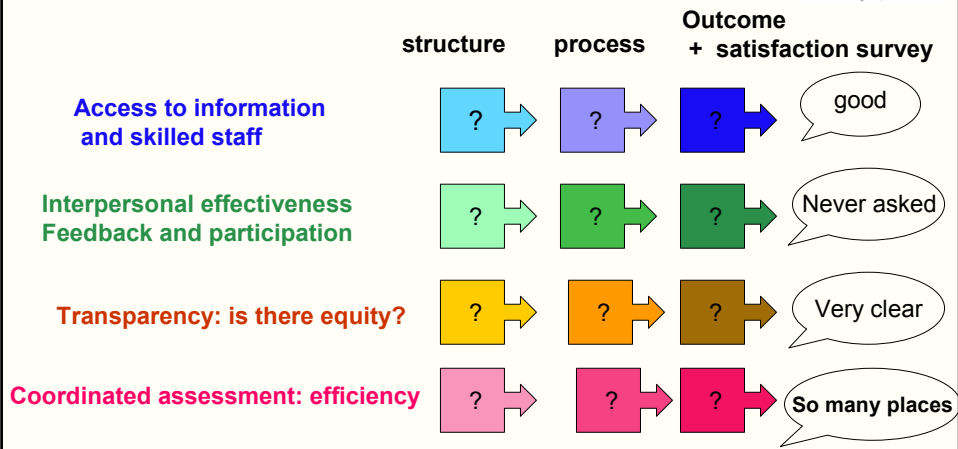 Outcome
structure process + satisfaction survey
Access to information
and skilled staff
? ? ? good
Interpersonal effectiveness
Feedback and participation
? ? ? Never asked
Transparency: is there equity? ? ? ? Very clear
Coordinated assessment: efficiency ? ? ? So many places